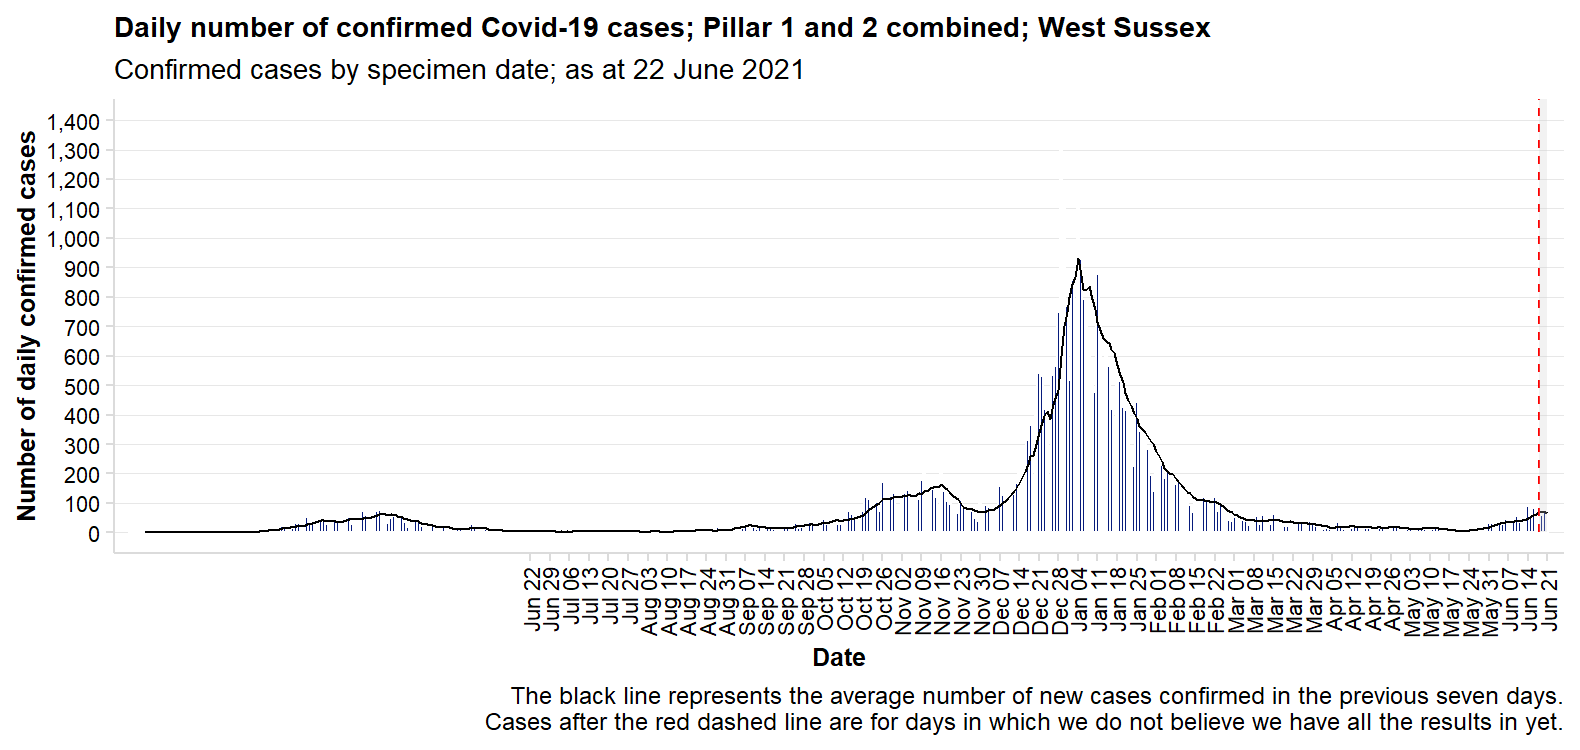 Daily number of confirmed Covid-19 cases; Pillar 1 and 2 combined; West Sussex
Confirmed cases by specimen date; as at 22 June 2021
Number of daily confirmed cases
1,400
1,300
1,200
1,100
1,000
900
800
700
600
500
400
300
200
100
0
Jun 22
Jun 29
Jul 06
Jul 13
Jul 20
Jul 27
Aug 03
Aug 10
Aug 17
Aug 24
Aug 31
Sep 07
Sep 14
Sep 21
Sep 28
Oct 05
Oct 12
Oct 19
Oct 26
Nov 02
Nov 09
Nov 16
Nov 23
Nov 30
Dec 07
Dec 14
Dec 21
Dec 28
Jan 04
Jan 11
Jan 18
Jan 25
Feb 01
Feb 08
Feb 15
Feb 22
Mar 01
Mar 08
Mar 15
Mar 22
Mar 29
Apr 05
Apr 12
Apr 19
Apr 26
May 03
May 10
May 17
May 24
May 31
Jun 07
Jun 14
Jun 21
Date
The black line represents the average number of new cases confirmed in the previous seven days.
Cases after the red dashed line are for days in which we do not believe we have all the results in yet.